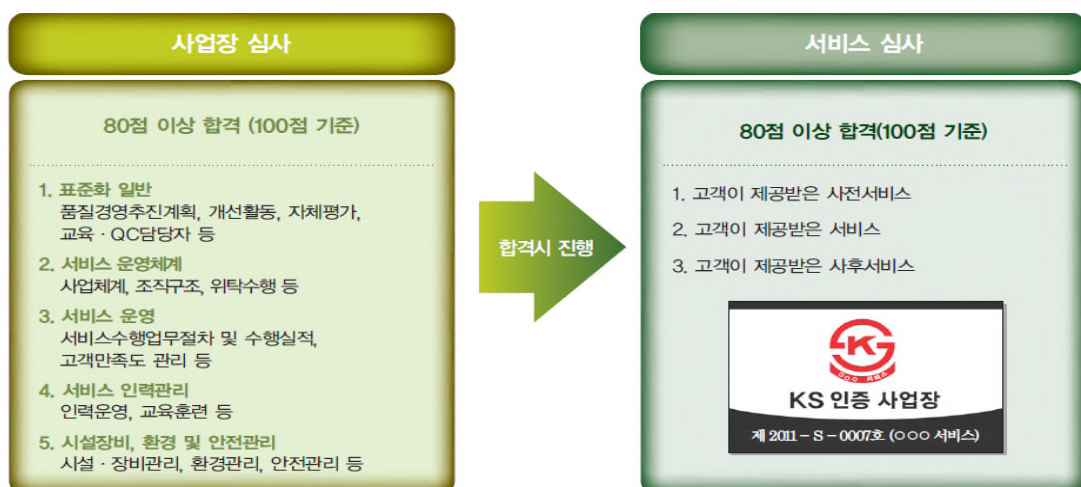 사업장 심사
80점 이상 합격 (100점 기준)
1. 표준화 일반
품질경영추진계획, 개선활동, 자체평가,
교육 · QC담당자 등
2. 서비스 운영체계
사업체계, 조직구조, 위탁수행 등
3. 서비스 운영
서비스수행업무절차 및 수행실적,
고객만족도 관리 등
4. 서비스 인력관리
인력운영, 교육훈련 등
5. 시설장비, 환경 및 안전관리
시설 · 장비관리, 환경관리, 안전관리 등
합격시 진행
서비스 심사
80점 이상 합격(100점 기준)
1. 고객이 제공받은 사전서비스
2. 고객이 제공받은 서비스
3. 고객이 제공받은 사후서비스
K
○○○ 서비스
KS 인증 사업장
제 2011 - S - 0007호 (○○○ 서비스)